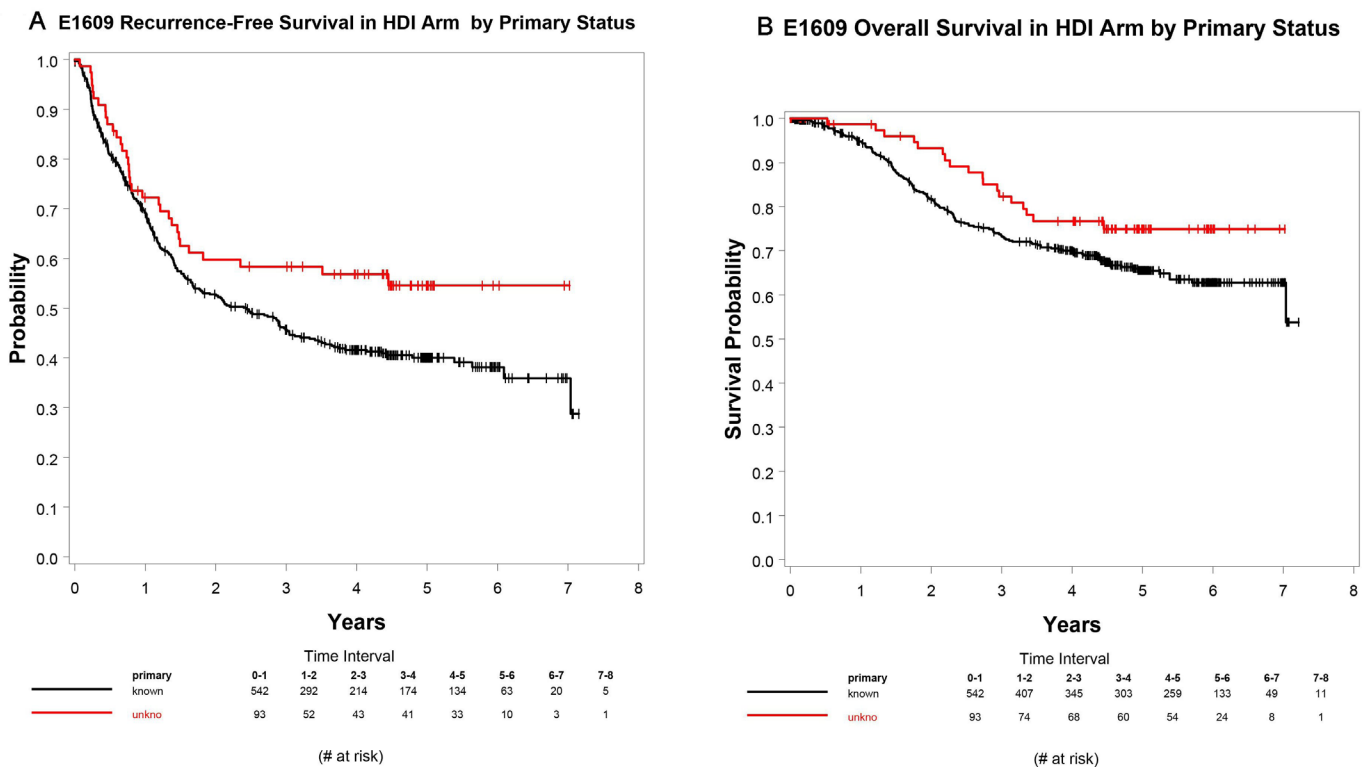 A E1609 Recurrence-Free Survival in HDI Arm by Primary Status
1.0
0.9
0.8
0.7
0.6
0.5
0.4
0.3
0.2
0.1
0.0
Probability
0 1 2 3 4 5 6 7 8
Years
Time Interval
primary 0-1 1-2 2-3 3-4 4-5 5-6 6-7 7-8
known 542 292 214 174 134 63 20 5
unkno 93 52 43 41 33 10 3 1
(# at risk)
B E1609 Overall Survival in HDI Arm by Primary Status
1.0
0.9
0.8
0.7
0.6
0.5
0.4
0.3
0.2
0.1
0.0
Survival Probability
0 1 2 3 4 5 6 7 8
Years
Time Interval
primary 0-1 1-2 2-3 3-4 4-5 5-6 6-7 7-8
known 542 407 345 303 259 133 49 11
unkno 93 74 68 60 54 24 8 1
(# at risk)